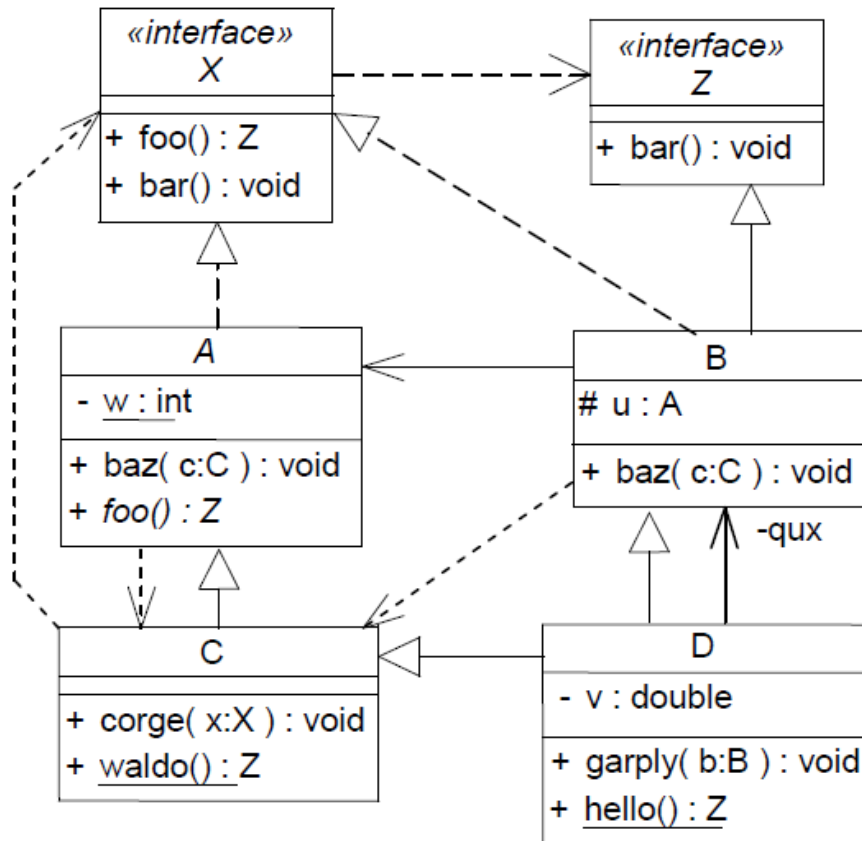 «interface»
X
+ foo() : Z
+ bar() : void
«interface»
Z
+ bar() : void
A
- w : int
+ baz( c:C ) : void
+ foo() : Z
B
# u : A
+ baz( c:C ) : void
-qux
C
+ corge( x:X ) : void
+ waldo() : Z
D
- v : double
+ garply( b:B ) : void
+ hello() : Z